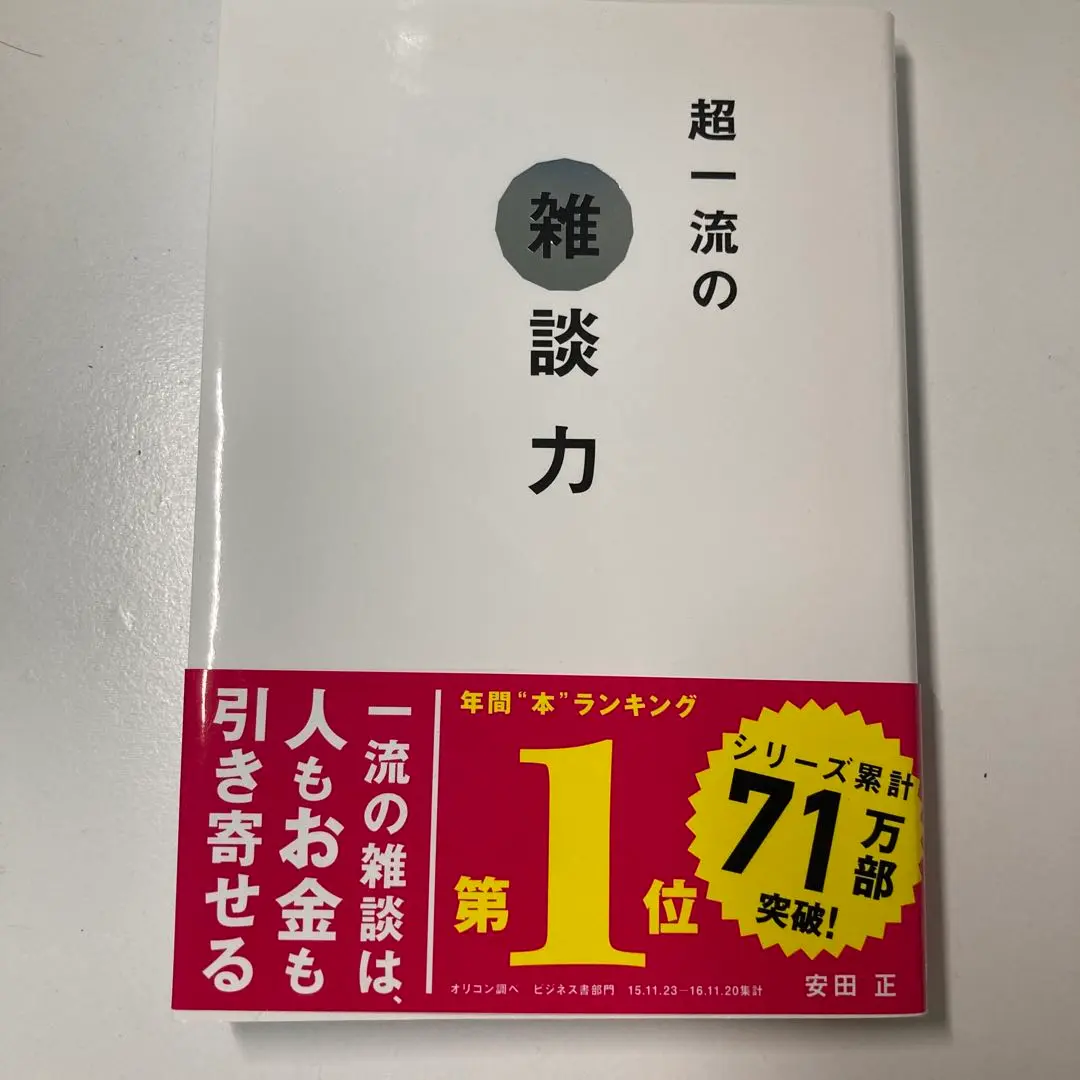 超一流の
雑談力
一流の雑談は、
人もお金も
引き寄せる
年間“本”ランキング
第1位
シリーズ累計
71万部
突破!
オリコン調べ ビジネス書部門 15.11.23—16.11.20集計
安田 正